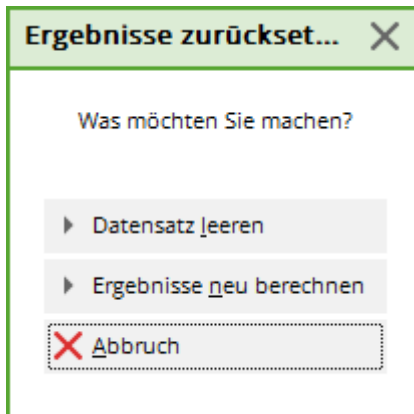 Ergebnisse zurückset...
Was möchten Sie machen?
Datensatz leeren
Ergebnisse neu berechnen
Abbruch